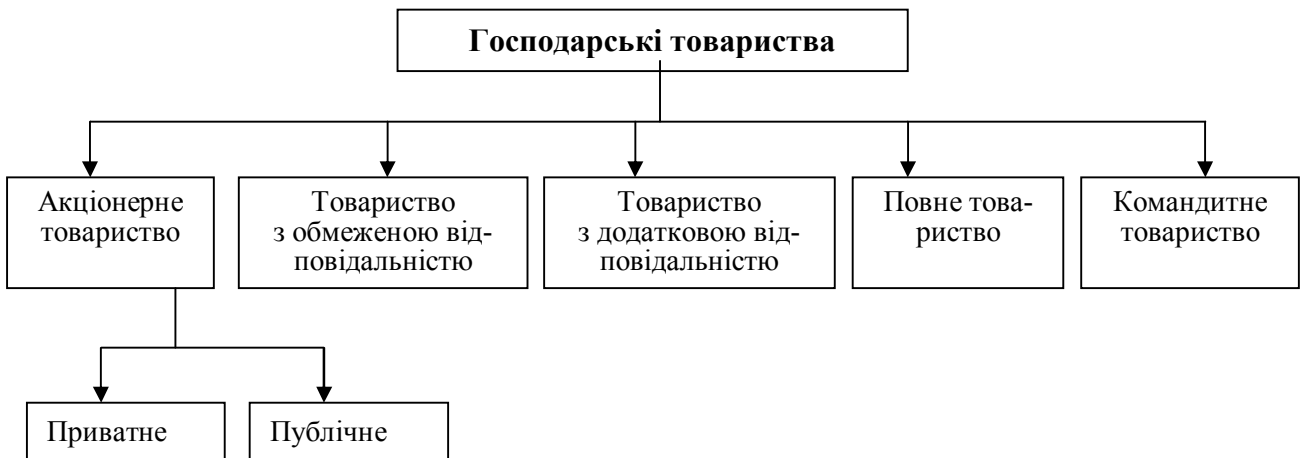 Господарські товариства
Акціонерне
товариство
Товариство
з обмеженою від-
повідальністю
Товариство
з додатковою від-
повідальністю
Повне това-
риство
Командитне
товариство
Приватне
Публічне